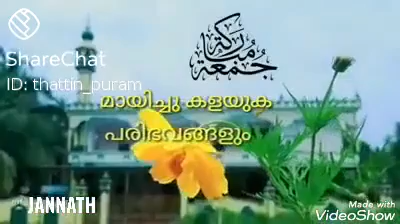 ShareChat
ID: thattin_puram
جمعة مباركة
മായിച്ചു കളയുക
പരിഭവങ്ങളും
JANNATH
Made with
VideoShow